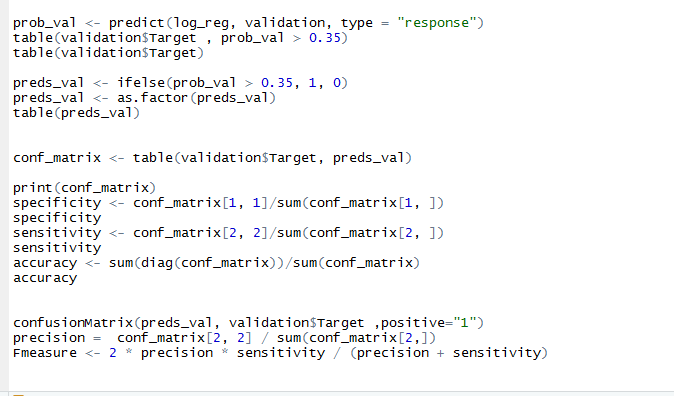 prob_val <- predict(log_reg, validation, type = "response")
table(validation$Target , prob_val > 0.35)
table(validation$Target)
preds_val <- ifelse(prob_val > 0.35, 1, 0)
preds_val <- as.factor(preds_val)
table(preds_val)
conf_matrix <- table(validation$Target, preds_val)
print(conf_matrix)
specificity <- conf_matrix[1, 1]/sum(conf_matrix[1, ])
specificity
sensitivity <- conf_matrix[2, 2]/sum(conf_matrix[2, ])
sensitivity
accuracy <- sum(diag(conf_matrix))/sum(conf_matrix)
accuracy
confusionMatrix(preds_val, validation$Target ,positive="1")
precision =  conf_matrix[2, 2] / sum(conf_matrix[2,])
Fmeasure <- 2 * precision * sensitivity / (precision + sensitivity)